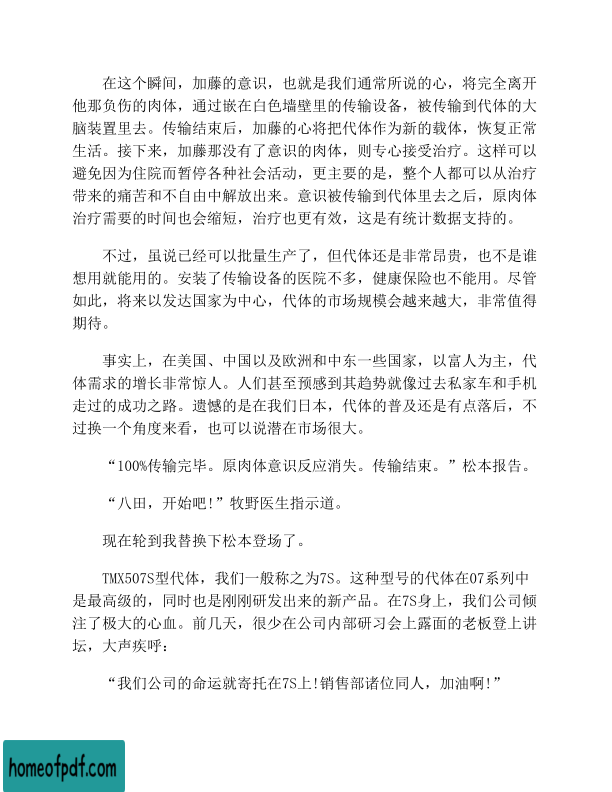 在这个瞬间，加藤的意识，也就是我们通常所说的心，将完全离开
他那负伤的肉体，通过嵌在白色墙壁里的传输设备，被传输到代体的大
脑装置里去。传输结束后，加藤的心将把代体作为新的载体，恢复正常
生活。接下来，加藤那没有了意识的肉体，则专心接受治疗。这样可以
避免因为住院而暂停各种社会活动，更主要的是，整个人都可以从治疗
带来的痛苦和不自由中解放出来。意识被传输到代体里去之后，原肉体
治疗需要的时间也会缩短，治疗也更有效，这是有统计数据支持的。
不过，虽说已经可以批量生产了，但代体还是非常昂贵，也不是谁
想用就能用的。安装了传输设备的医院不多，健康保险也不能用。尽管
如此，将来以发达国家为中心，代体的市场规模会越来越大，非常值得
期待。
事实上，在美国、中国以及欧洲和中东一些国家，以富人为主，代
体需求的增长非常惊人。人们甚至预感到其趋势就像过去私家车和手机
走过的成功之路。遗憾的是在我们日本，代体的普及还是有点落后，不
过换一个角度来看，也可以说潜在市场很大。
“100%传输完毕。原肉体意识反应消失。传输结束。”松本报告。
“八田，开始吧!”牧野医生指示道。
现在轮到我替换下松本登场了。
TMX507S型代体，我们一般称之为7S。这种型号的代体在07系列中
是最高级的，同时也是刚刚研发出来的新产品。在7S身上，我们公司倾
注了极大的心血。前几天，很少在公司内部研习会上露面的老板登上讲
坛，大声疾呼：
“我们公司的命运就寄托在7S上!销售部诸位同人，加油啊!”
homeofpdf.com